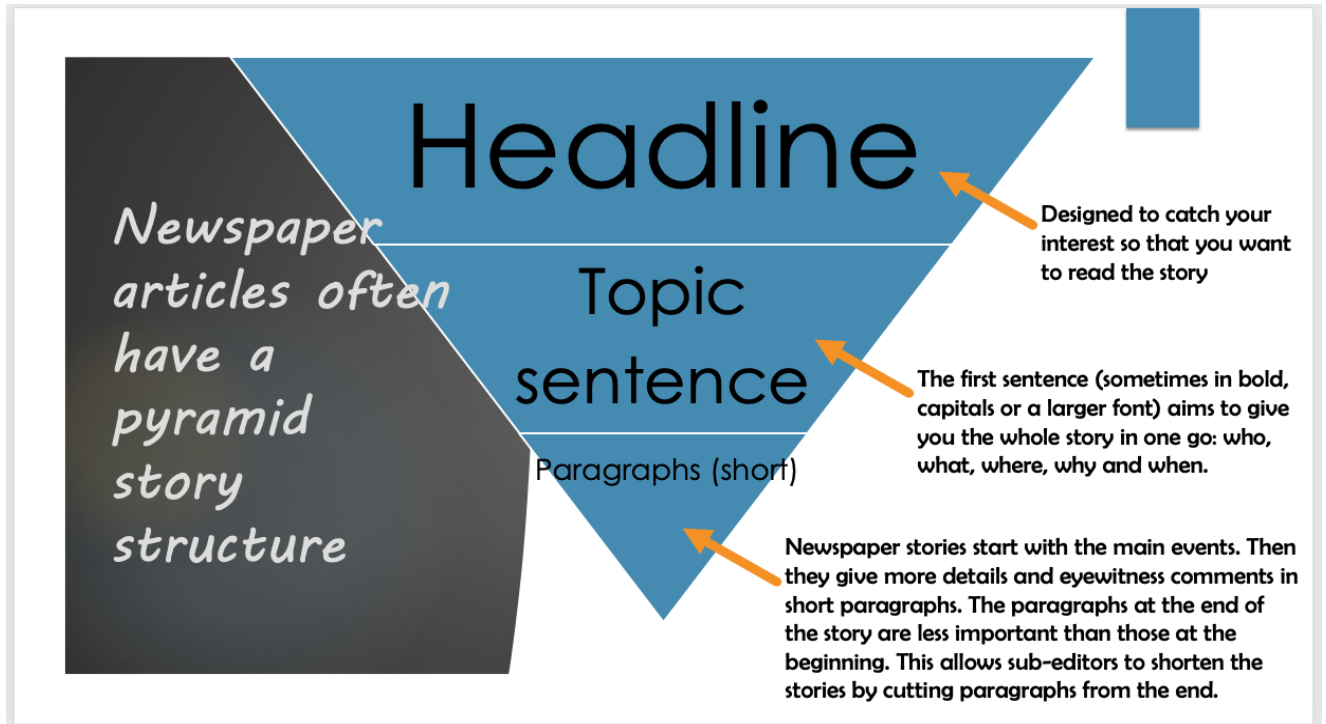 Newspaper
articles often
have a
pyramid
story
structure
Headline
Designed to catch your
interest so that you want
to read the story
Topic
sentence
The first sentence (sometimes in bold,
capitals or a larger font) aims to give
you the whole story in one go: who,
what, where, why and when.
Paragraphs (short)
Newspaper stories start with the main events. Then
they give more details and eyewitness comments in
short paragraphs. The paragraphs at the end of
the story are less important than those at the
beginning. This allows sub-editors to shorten the
stories by cutting paragraphs from the end.